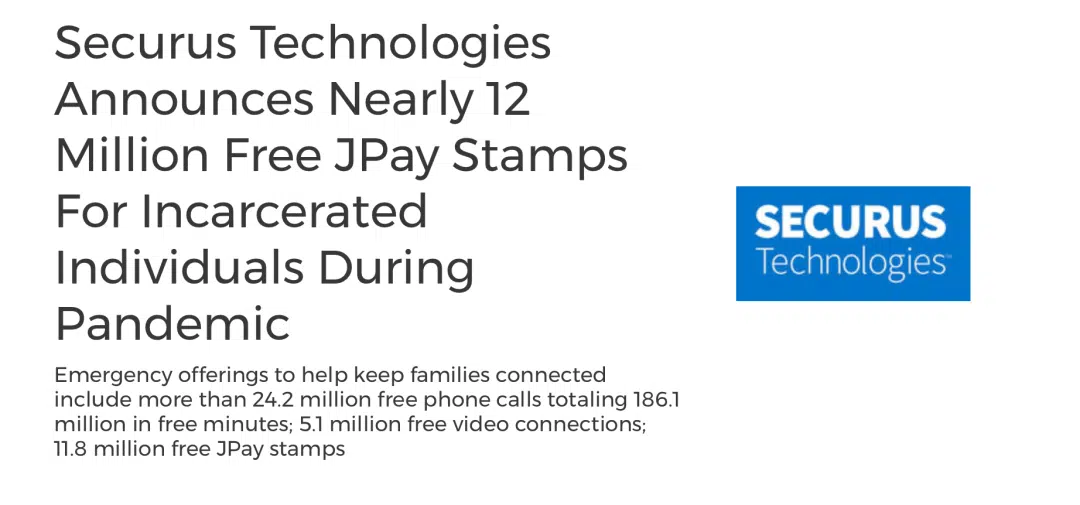 Securus Technologies
Announces Nearly 12
Million Free JPay Stamps
For Incarcerated
Individuals During
Pandemic
Emergency offerings to help keep families connected
include more than 24.2 million free phone calls totaling 186.1
million in free minutes; 5.1 million free video connections;
11.8 million free JPay stamps
SECURUS
Technologies™